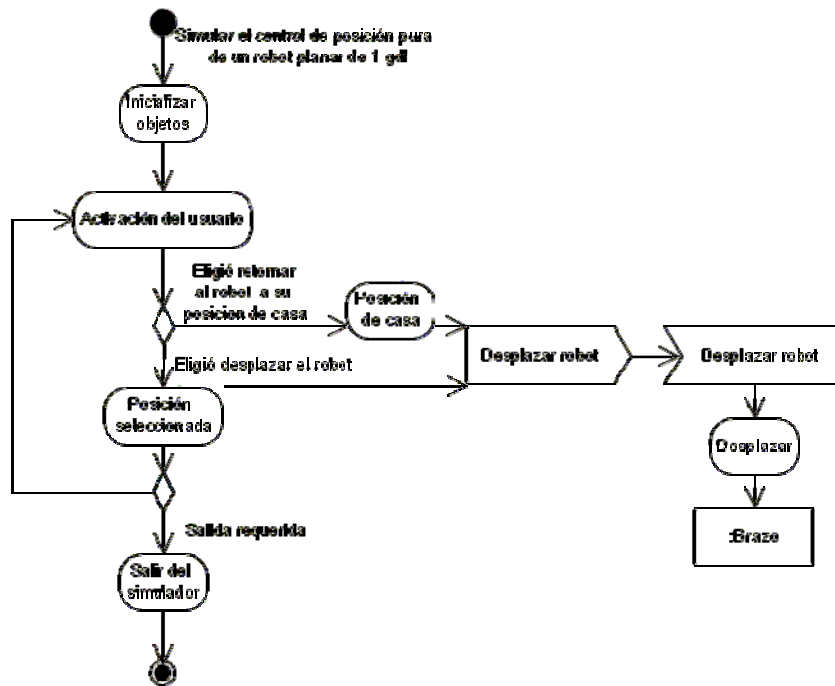 Simular el control de posición pura
de un robot planar de 1 gdl
Inicializar
objetos
Activación del usuario
Eligió retornar
al robot a su
posicion de casa
Posición
de casa
Desplazar robot
Desplazar robot
Eligió desplazar el robot
Posición
seleccionada
Desplazar
Salida requerida
:Brazo
Salir del
simulador